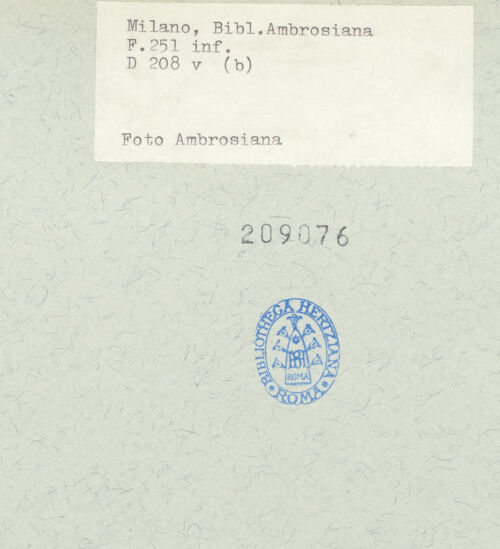 Milano, Bibl.Ambrosiana
F.251 inf.
D 208 v (b)
Foto Ambrosiana
209076
BIBLIOTHECA HERTZIANA
ROMA
ROMA